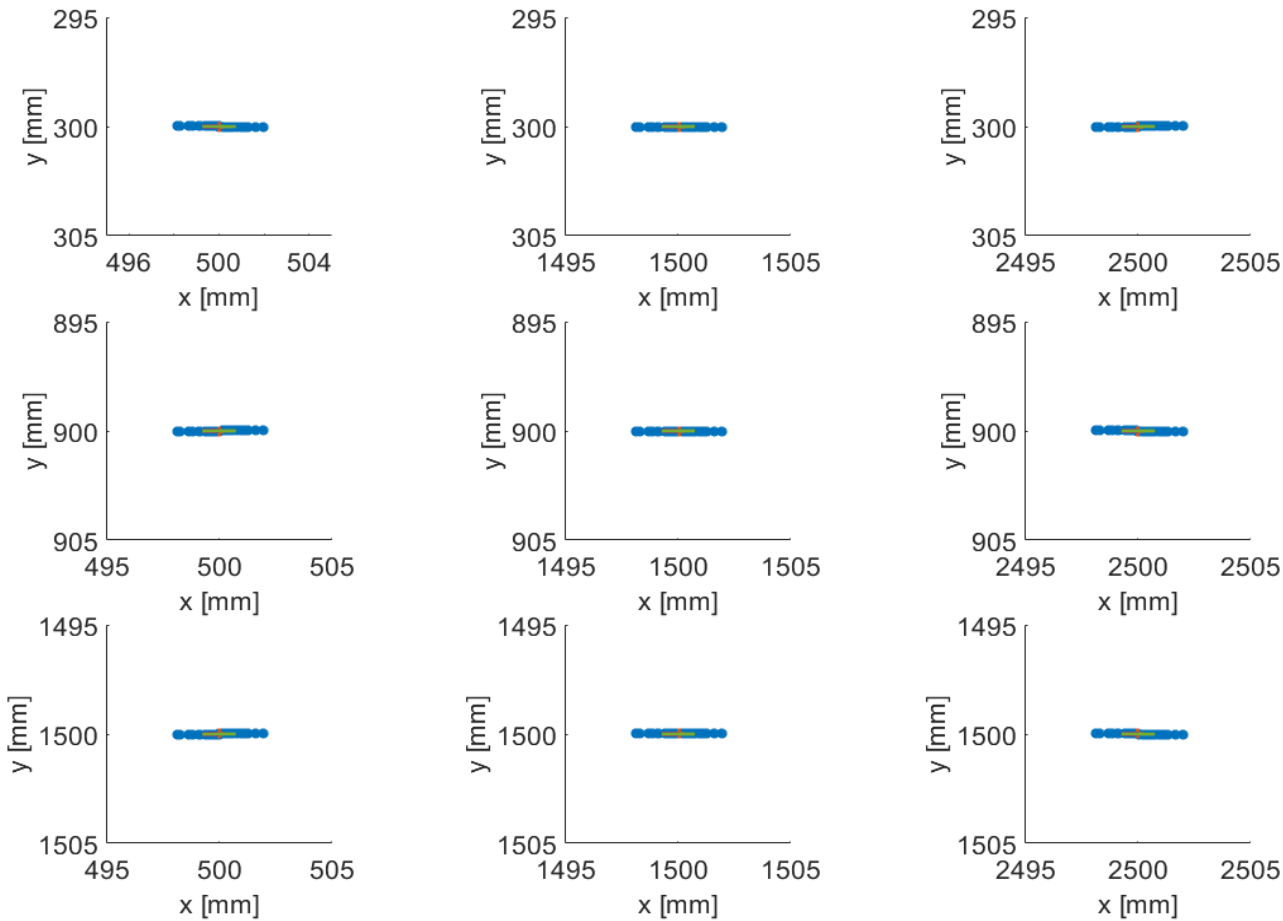 295 295 295
y [mm] 300 y [mm] 300 y [mm] 300
305 305 305
496 500 504 1495 1500 1505 2495 2500 2505
x [mm] x [mm] x [mm]
895 895 895
y [mm] 900 y [mm] 900 y [mm] 900
905 905 905
495 500 505 1495 1500 1505 2495 2500 2505
x [mm] x [mm] x [mm]
1495 1495 1495
y [mm] 1500 y [mm] 1500 y [mm] 1500
1505 1505 1505
495 500 505 1495 1500 1505 2495 2500 2505
x [mm] x [mm] x [mm]